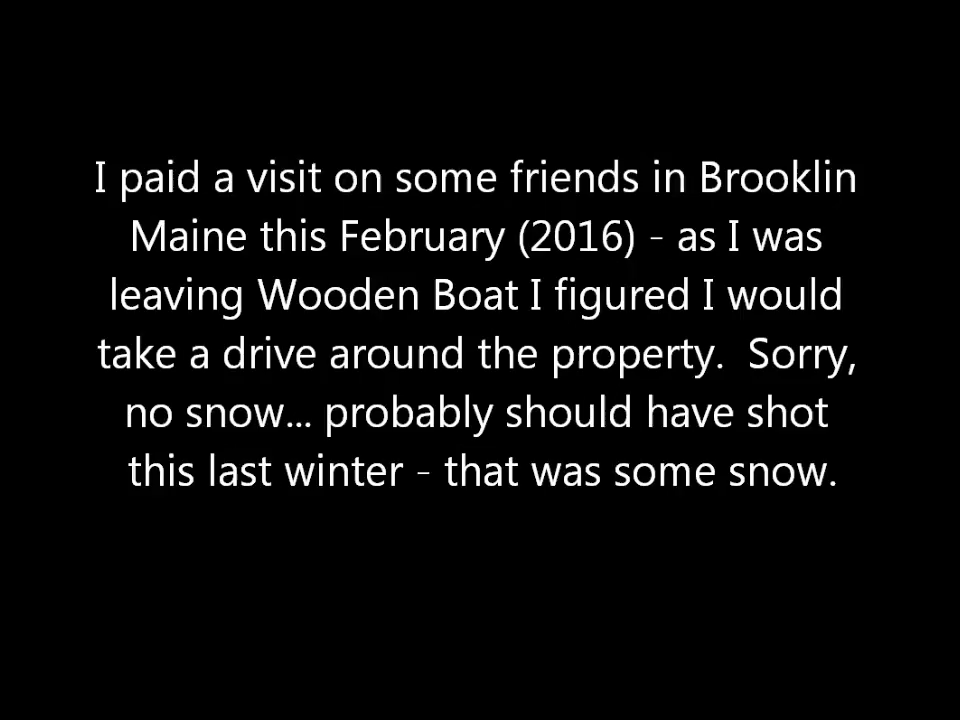 I paid a visit on some friends in Brooklin
Maine this February (2016) - as I was
leaving Wooden Boat I figured I would
take a drive around the property.  Sorry,
no snow... probably should have shot
this last winter - that was some snow.